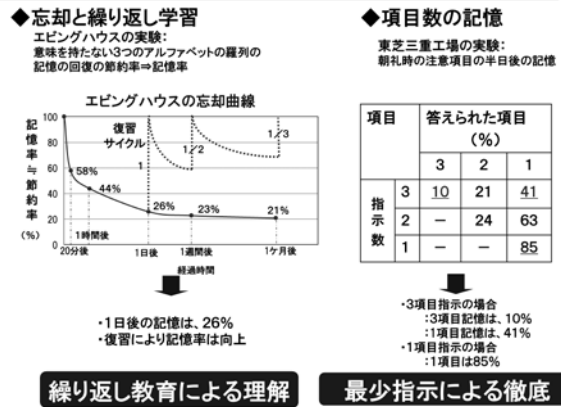 ◆忘却と繰り返し学習
エビングハウスの実験:
意味を持たない3つのアルファベットの羅列の
記憶の回復の節約率⇒記憶率
エビングハウスの忘却曲線
記憶率≒節約率
(%)
100
80
60
40
20
0
復習
サイクル
1
1/2
1/3
58%
44%
26%
23%
21%
20分後
1時間後
1日後
1週間後
1ケ月後
経過時間
・1日後の記憶は、26%
・復習により記憶率は向上
繰り返し教育による理解
◆項目数の記憶
東芝三重工場の実験:
朝礼時の注意項目の半日後の記憶
項目 答えられた項目
(%)
3 2 1
指示数
3 10 21 41
2 － 24 63
1 － － 85
・3項目指示の場合
:3項目記憶は、10%
:1項目記憶は、41%
・1項目指示の場合
:1項目は85%
最少指示による徹底